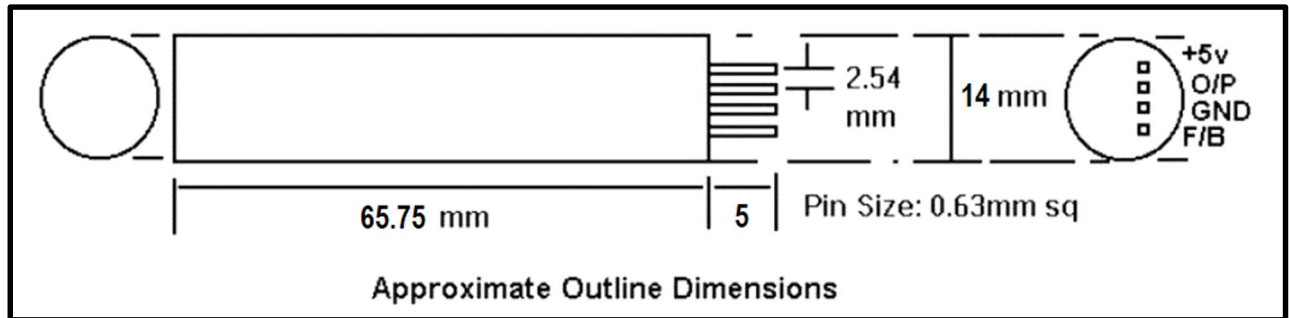 +5v
O/P
GND
F/B
2.54
mm
14 mm
65.75 mm
5
Pin Size: 0.63mm sq
Approximate Outline Dimensions